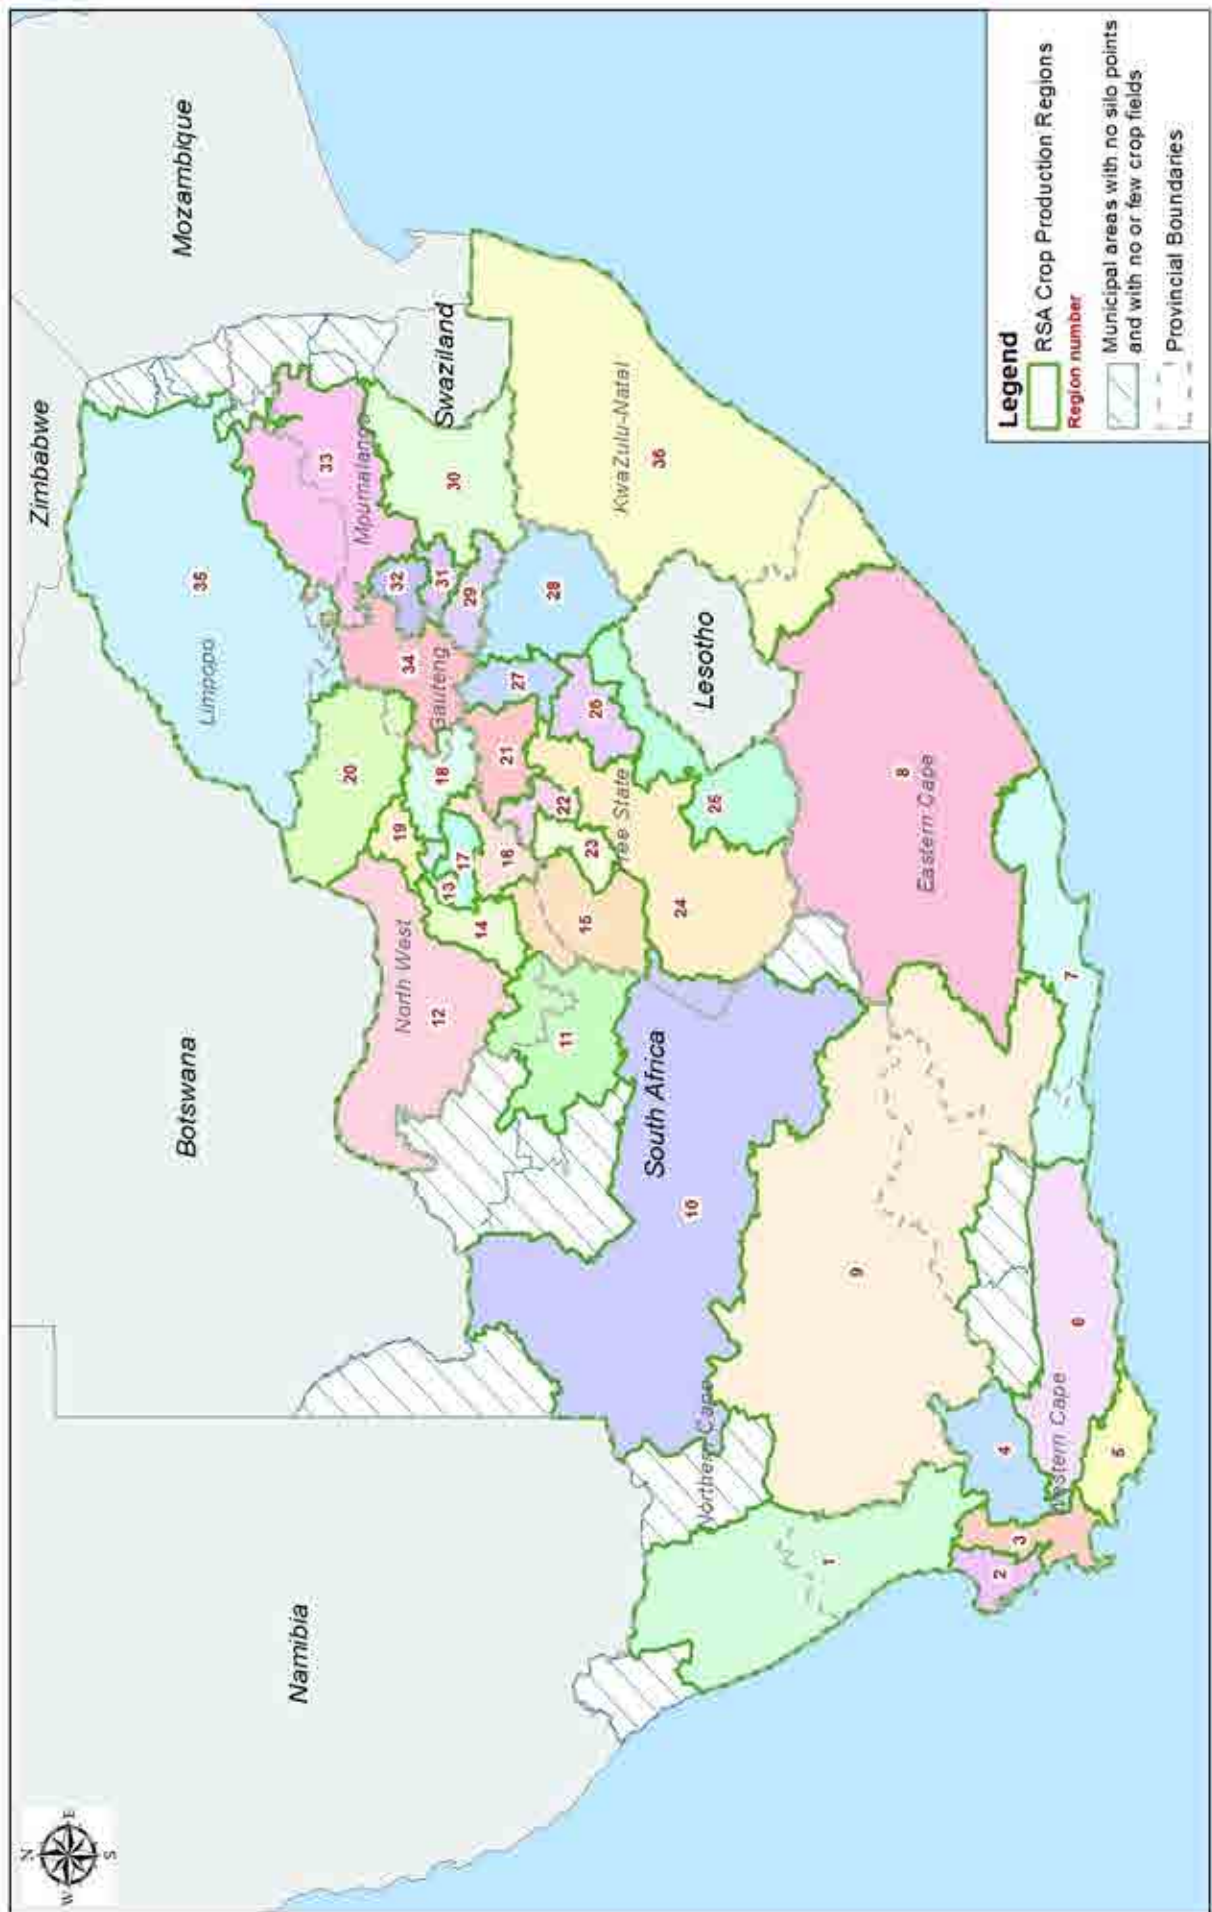 N
W E
S
Zimbabwe
Mozambique
Botswana
Namibia
35
Limpopo
33
Mpumalanga
20
North West
19
32
34
Gauteng
12
18
31
Swaziland
13
17
30
29
14
16
21
27
28
22
11
15
23
26
Free State
KwaZulu-Natal
36
South Africa
24
10
Lesotho
25
Northern Cape
1
9
8
Eastern Cape
2
4
3
Western Cape
7
6
5
Legend
RSA Crop Production Regions
Region number
Municipal areas with no silo points
and with no or few crop fields
Provincial Boundaries